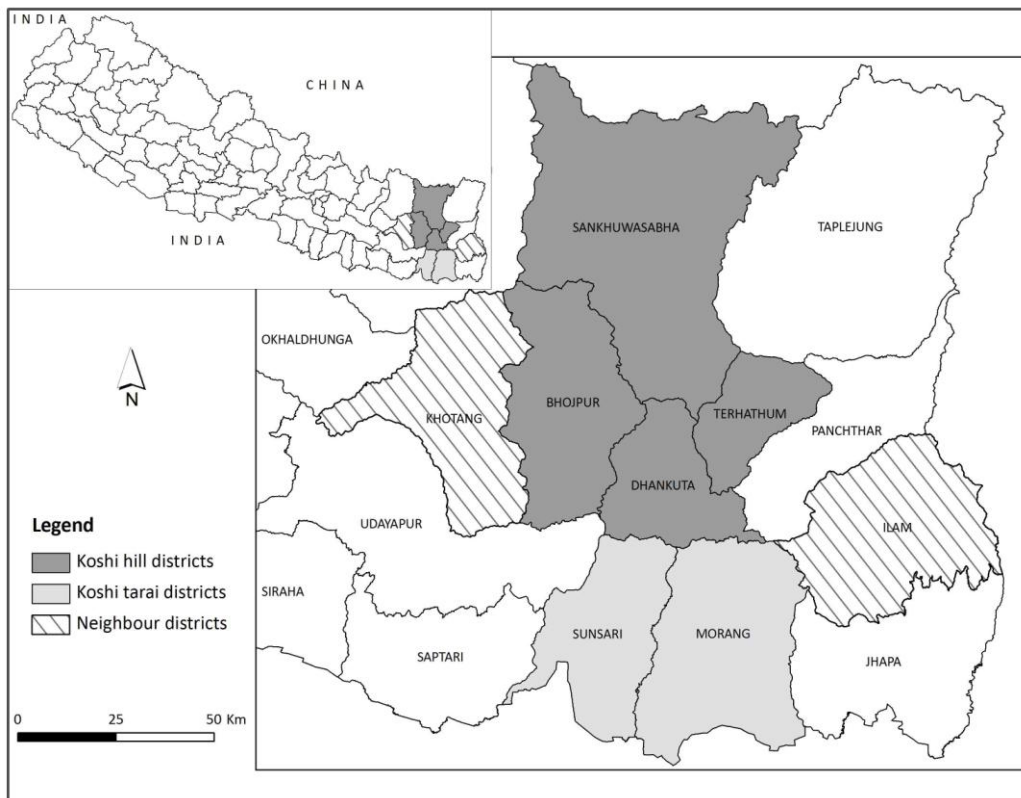 INDIA
CHINA
INDIA
SANKHUWASABHA
TAPLEJUNG
OKHALDHUNGA
KHOTANG
BHOJPUR
TERHATHUM
PANCHTHAR
DHANKUTA
UDAYAPUR
ILAM
SIRAHA
SAPTARI
SUNSARI
MORANG
JHAPA
N
Legend
Koshi hill districts
Koshi tarai districts
Neighbour districts
0 25 50 Km